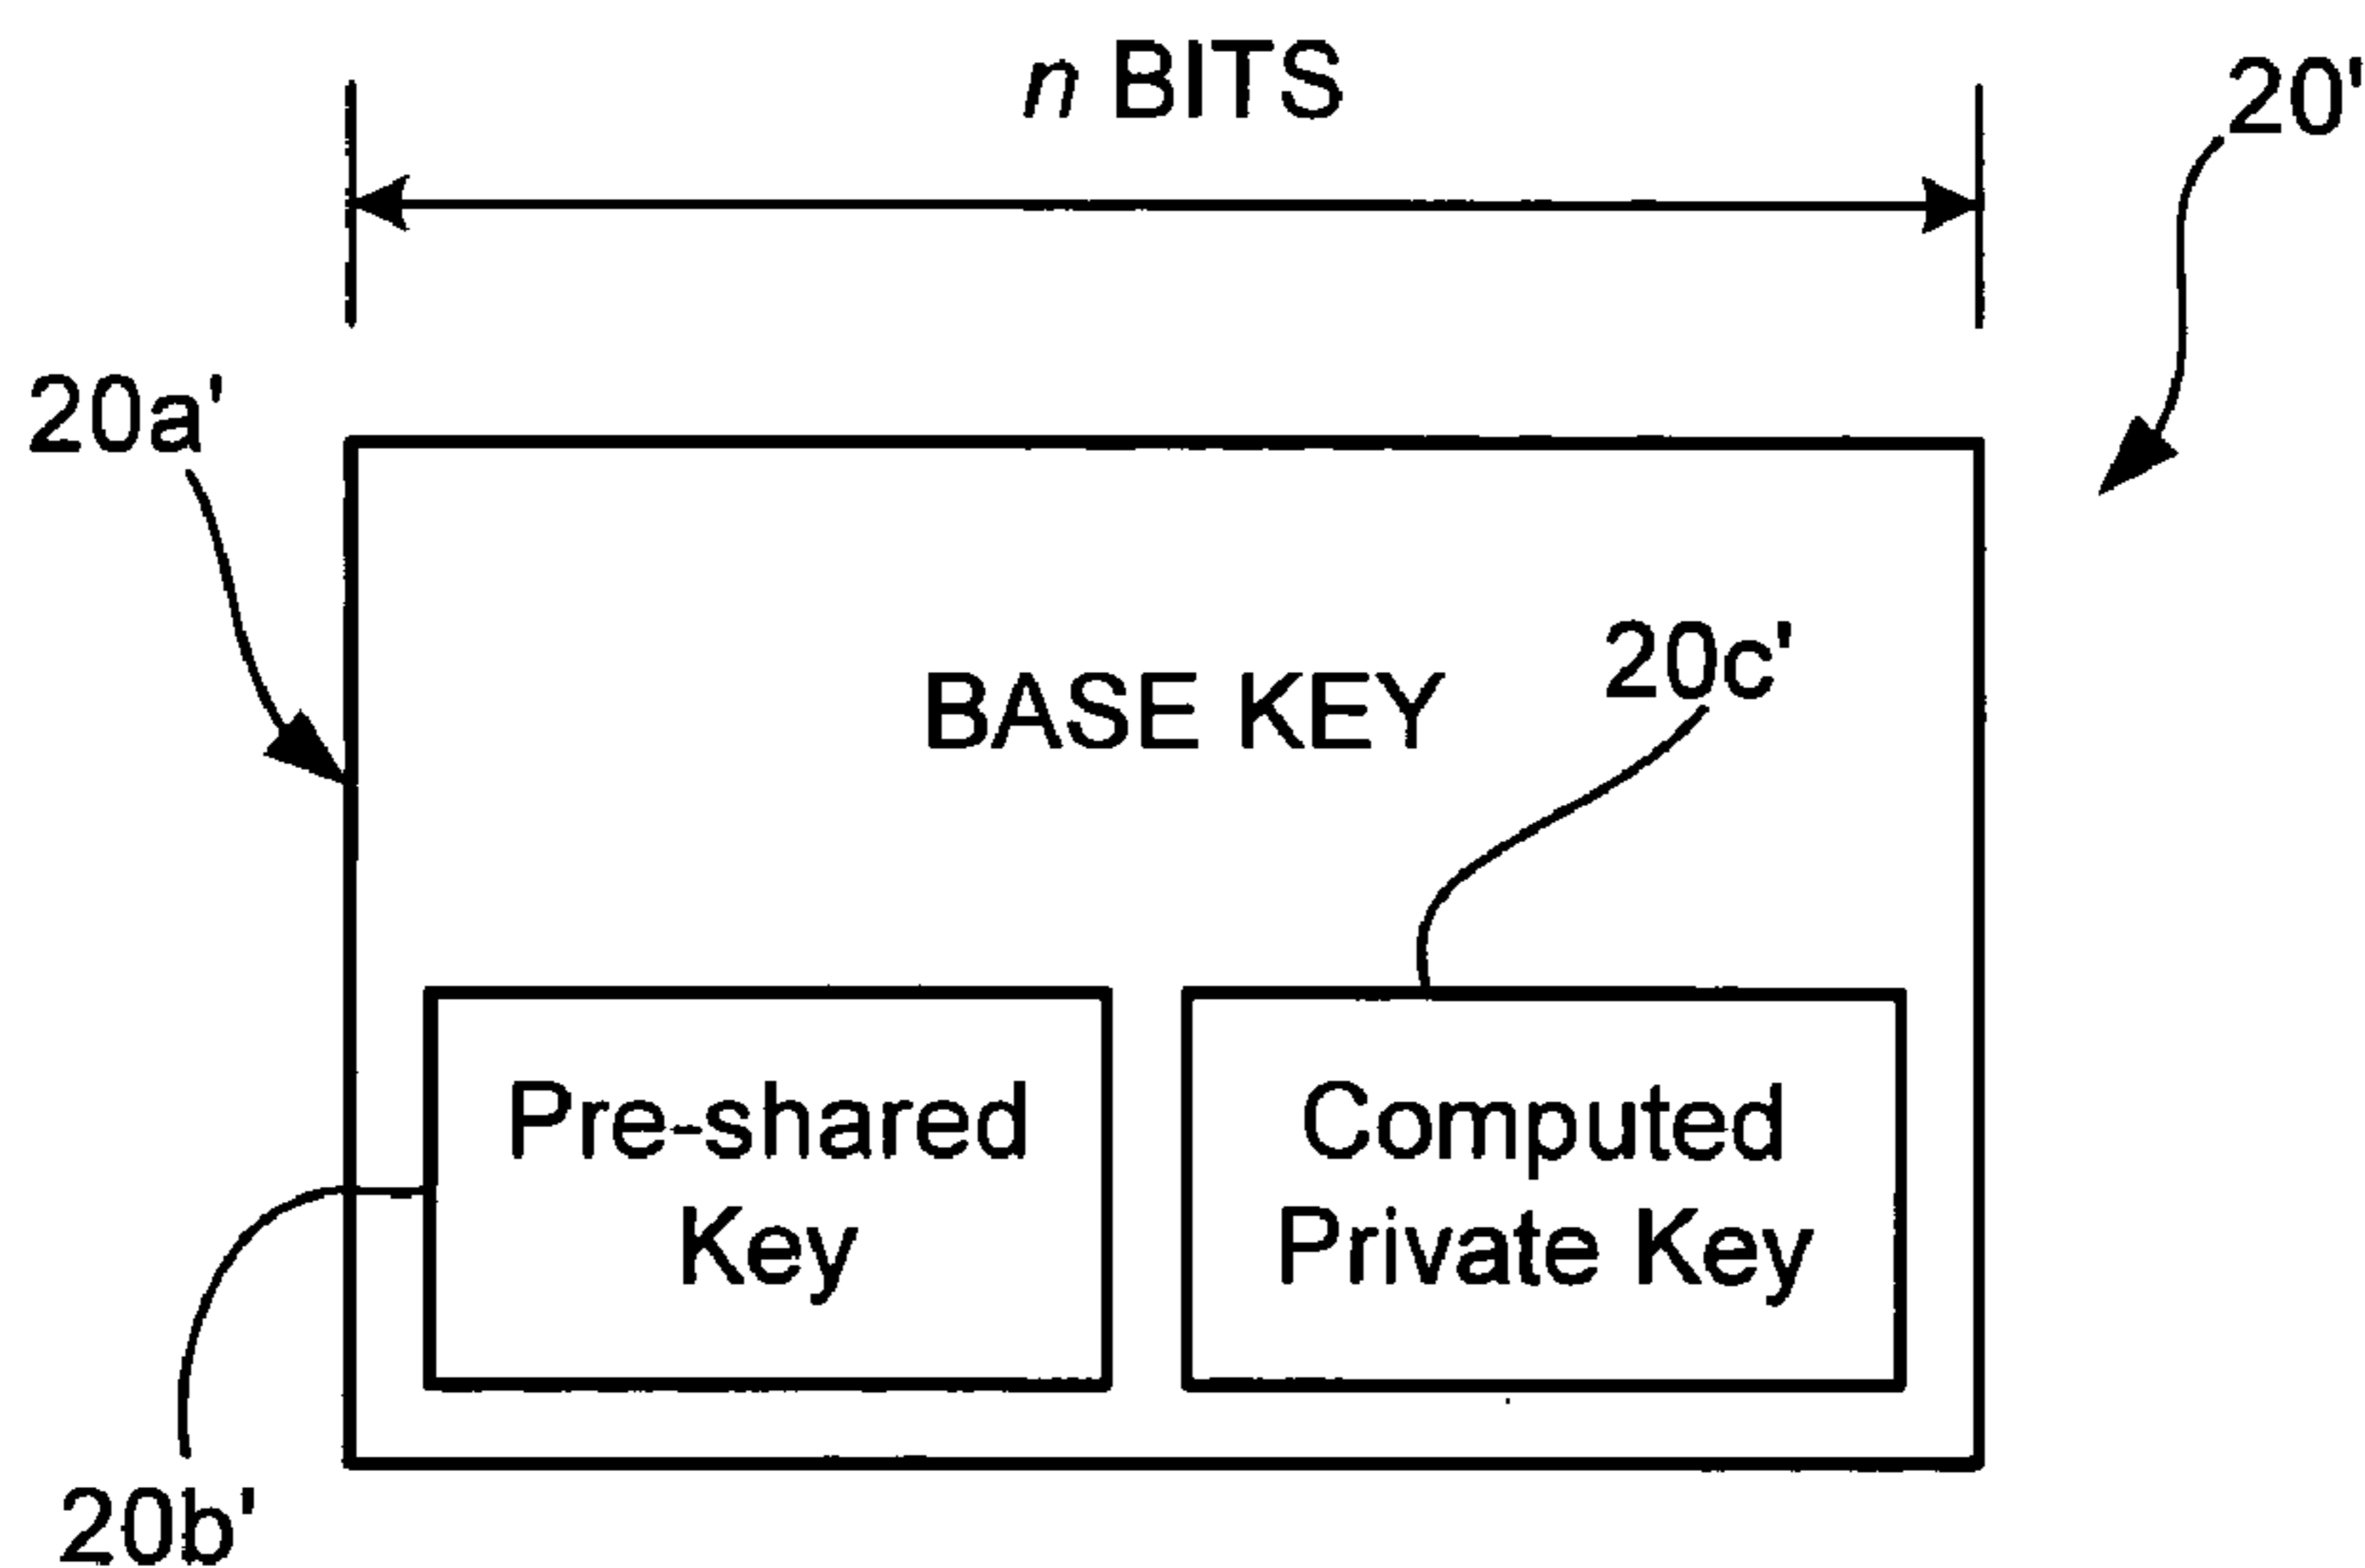 n BITS
20'
20a'
BASE KEY
20c'
Pre-shared
Key
Computed
Private Key
20b'